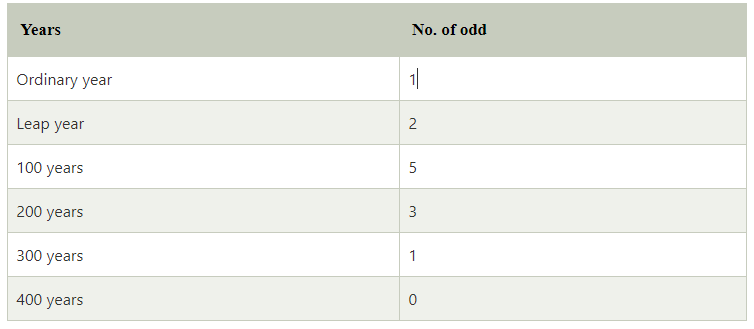 Years No. of odd
Ordinary year 1
Leap year 2
100 years 5
200 years 3
300 years 1
400 years 0